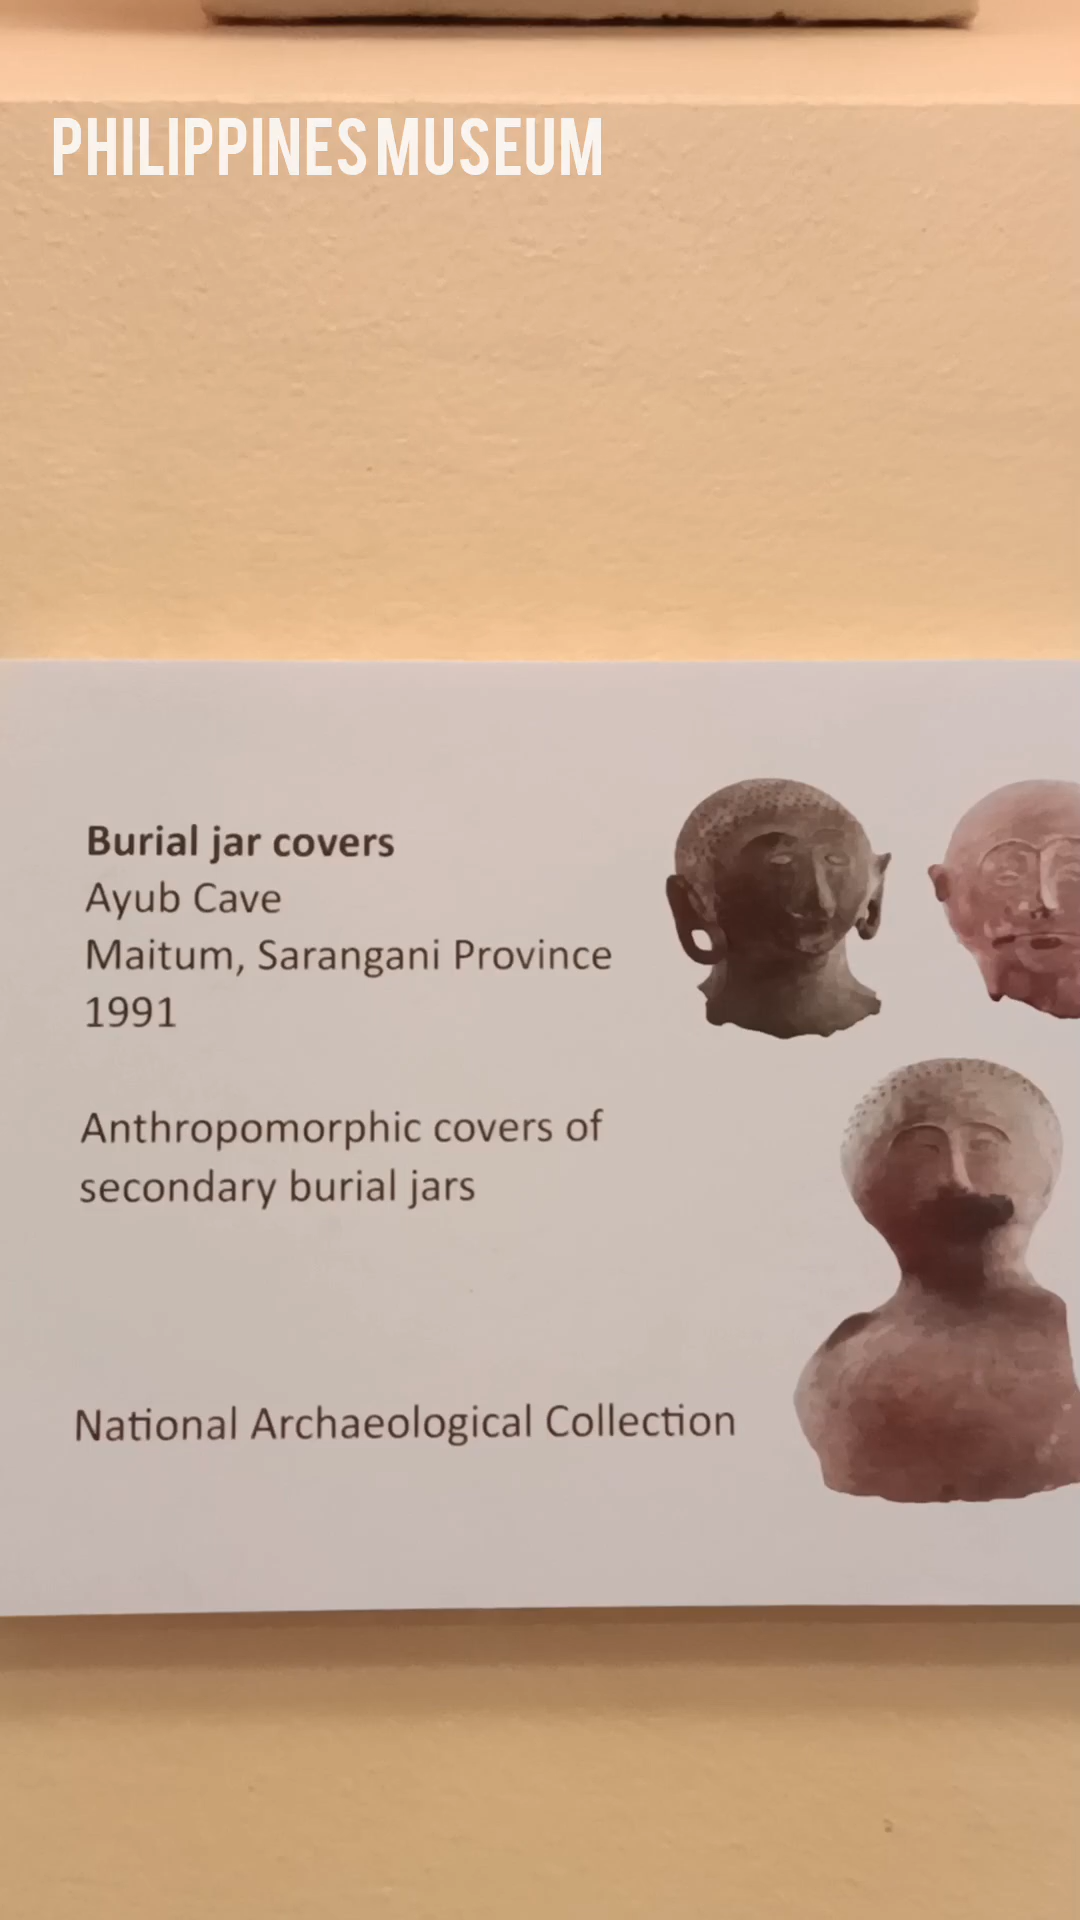 PHILIPPINES MUSEUM
Burial jar covers
Ayub Cave
Maitum, Sarangani Province
1991
Anthropomorphic covers of
secondary burial jars
National Archaeological Collection